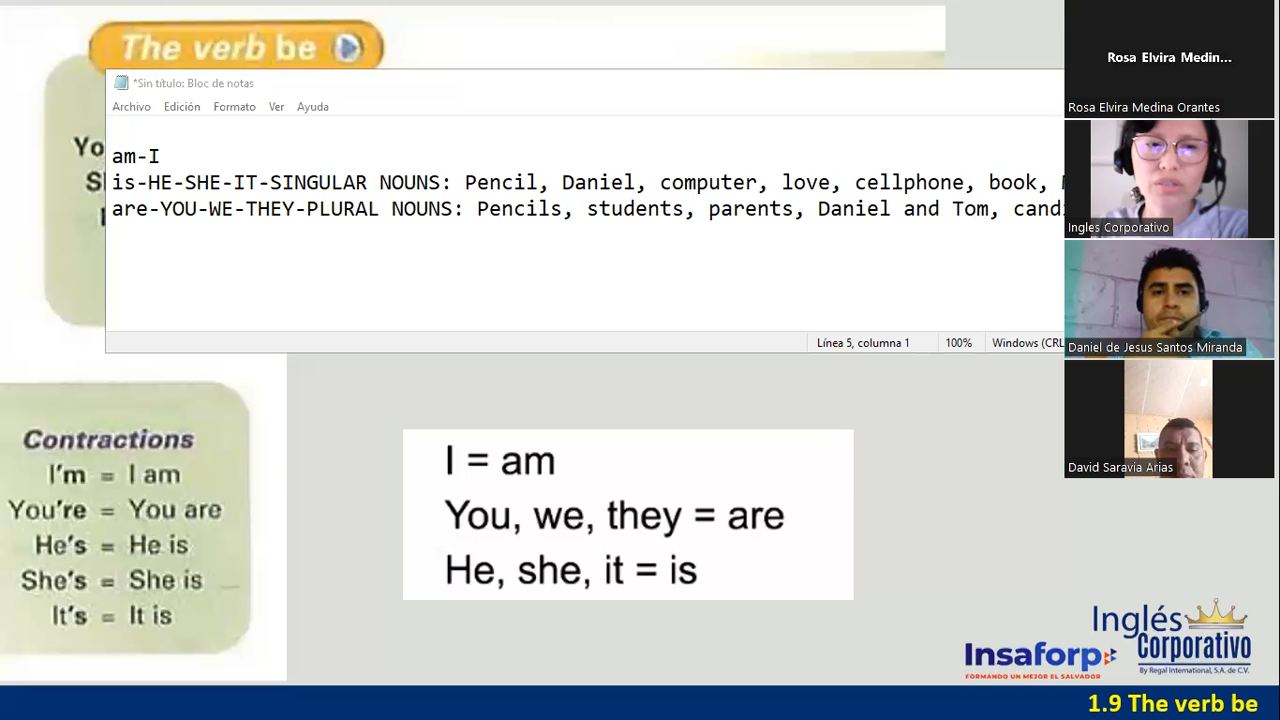 The verb be
*Sin título: Bloc de notas
Archivo Edición Formato Ver Ayuda
am-I
is-HE-SHE-IT-SINGULAR NOUNS: Pencil, Daniel, computer, love, cellphone, book,
are-YOU-WE-THEY-PLURAL NOUNS: Pencils, students, parents, Daniel and Tom,
Línea 5, columna 1 100% Windows (CRL
Contractions
I'm = I am
You're = You are
He's = He is
She's = She is
It's = It is
I = am
You, we, they = are
He, she, it = is
Rosa Elvira Medin...
Rosa Elvira Medina Orantes
Ingles Corporativo
Daniel de Jesus Santos Miranda
David Saravia Arias
Insaforp
FORMANDO UN MEJOR EL SALVADOR
Inglés
Corporativo
By Regal International, S.A. de C.V.
1.9 The verb be